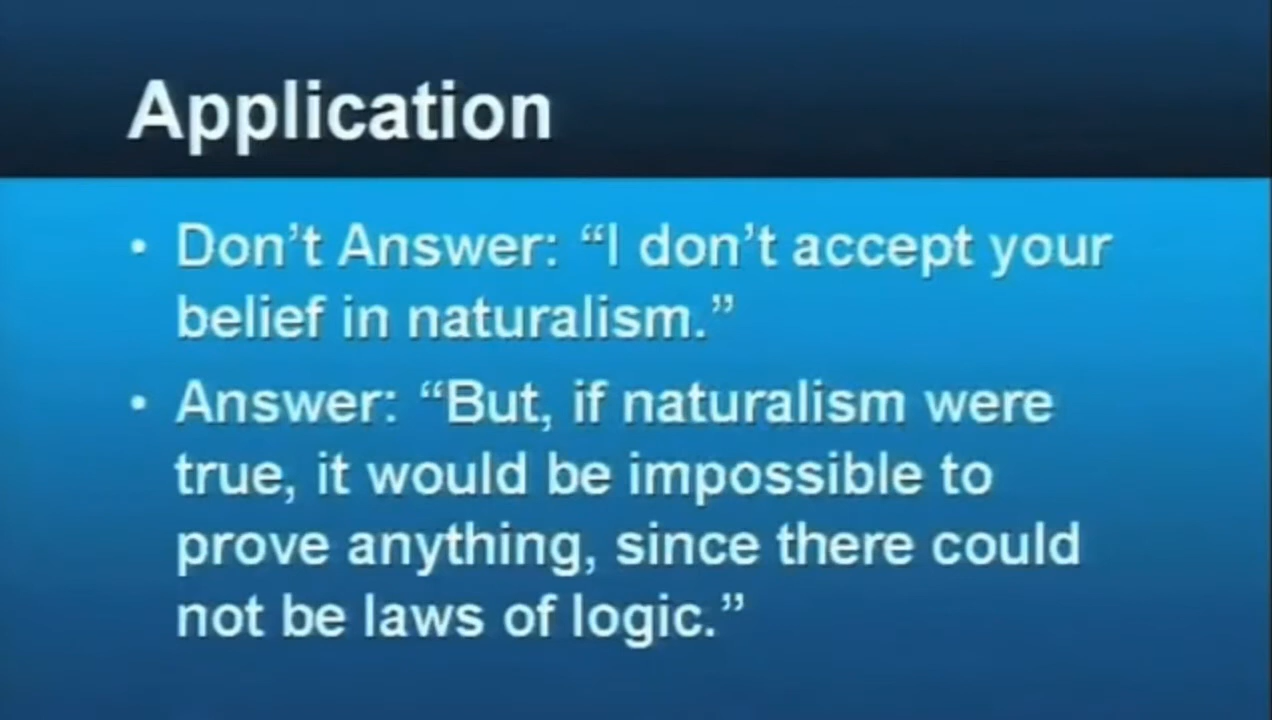 Application
• Don’t Answer: “I don’t accept your
belief in naturalism.”
• Answer: “But, if naturalism were
true, it would be impossible to
prove anything, since there could
not be laws of logic.”